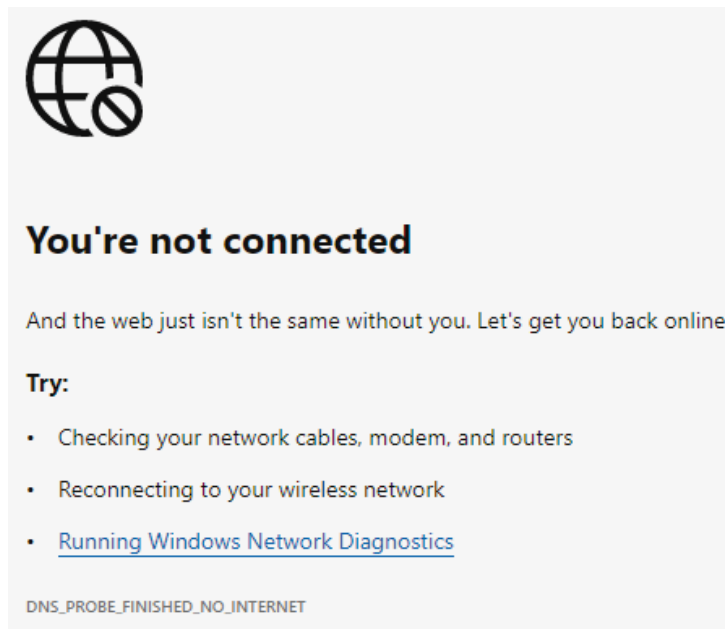 You're not connected
And the web just isn't the same without you. Let's get you back online
Try:
• Checking your network cables, modem, and routers
• Reconnecting to your wireless network
• Running Windows Network Diagnostics
DNS_PROBE_FINISHED_NO_INTERNET